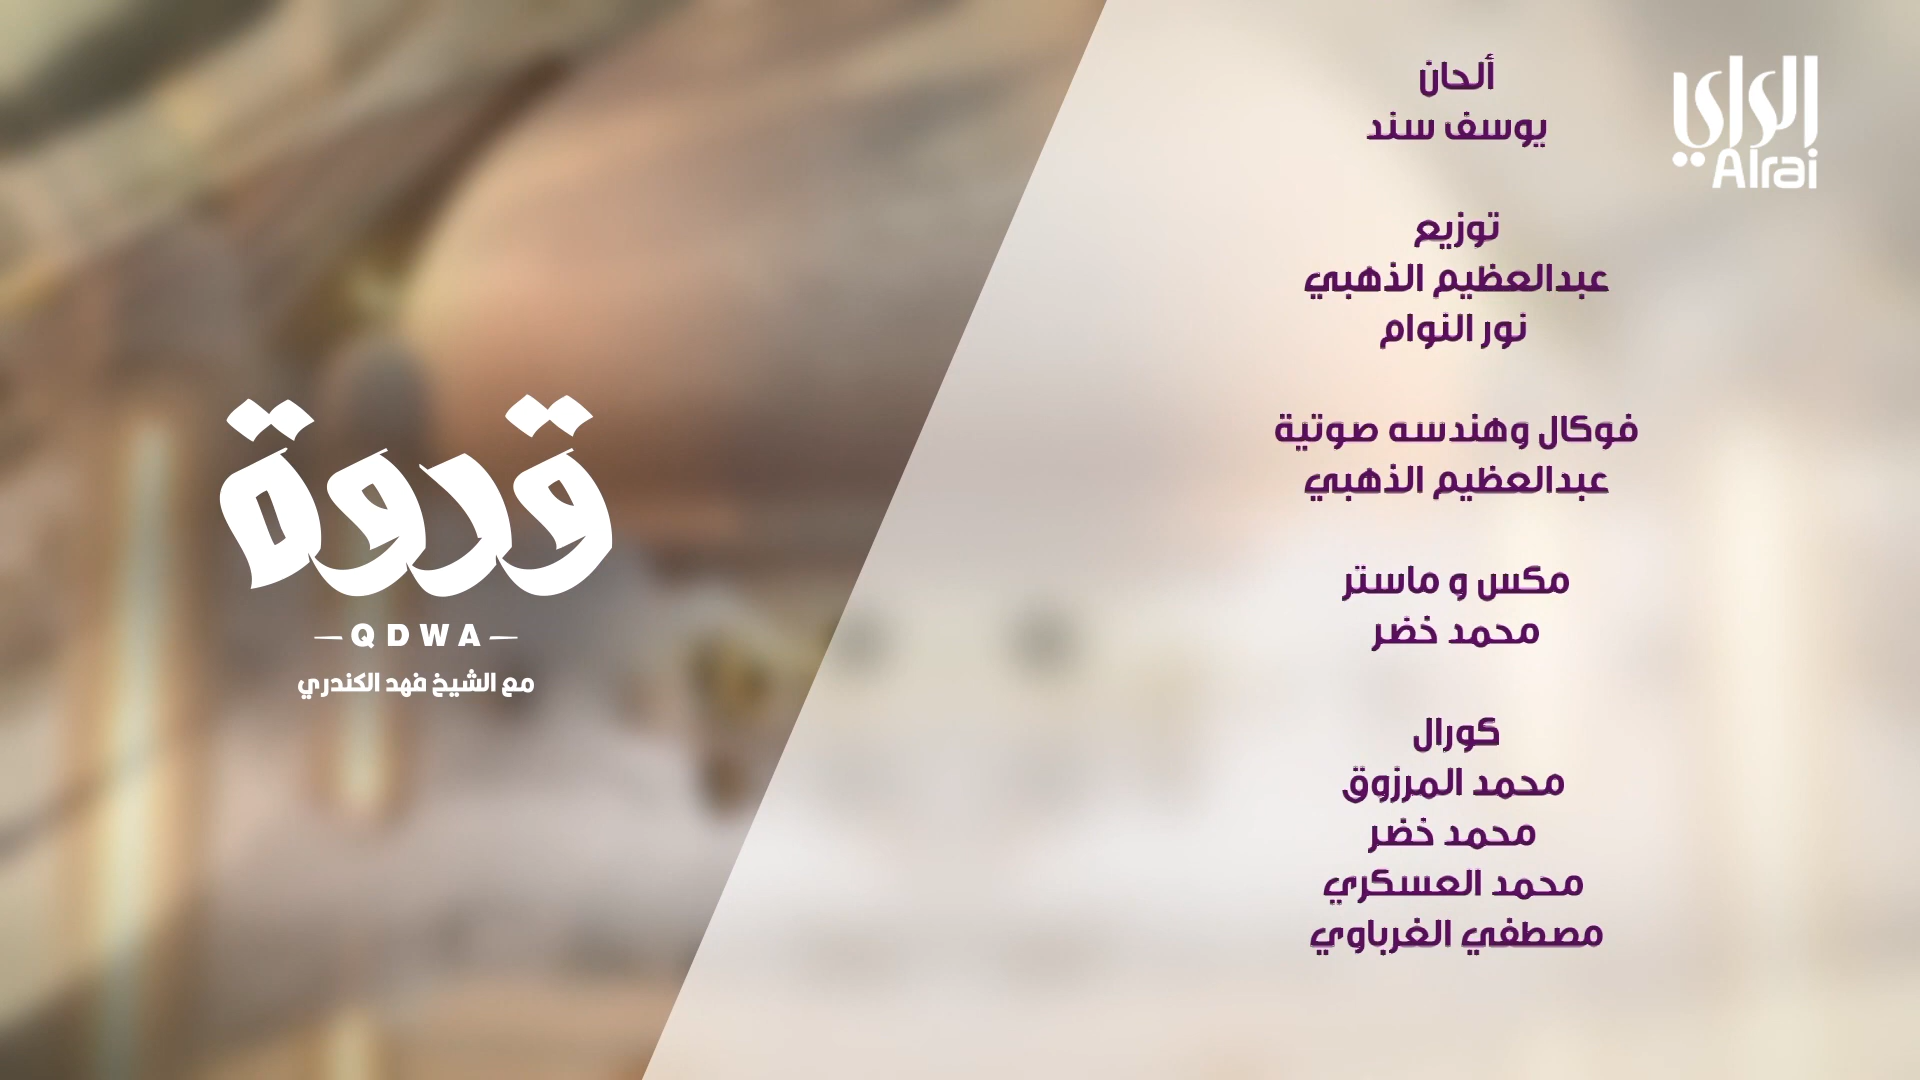 ألحان
يوسف سند
توزيع
عبدالعظيم الذهبي
نور النوام
فوكال وهندسه صوتية
عبدالعظيم الذهبي
مكس و ماستر
محمد خضر
كورال
محمد المرزوق
محمد خضر
محمد العسكري
مصطفي الغرباوي
الراي
Alrai
قدوة
QDWA
مع الشيخ فهد الكندري